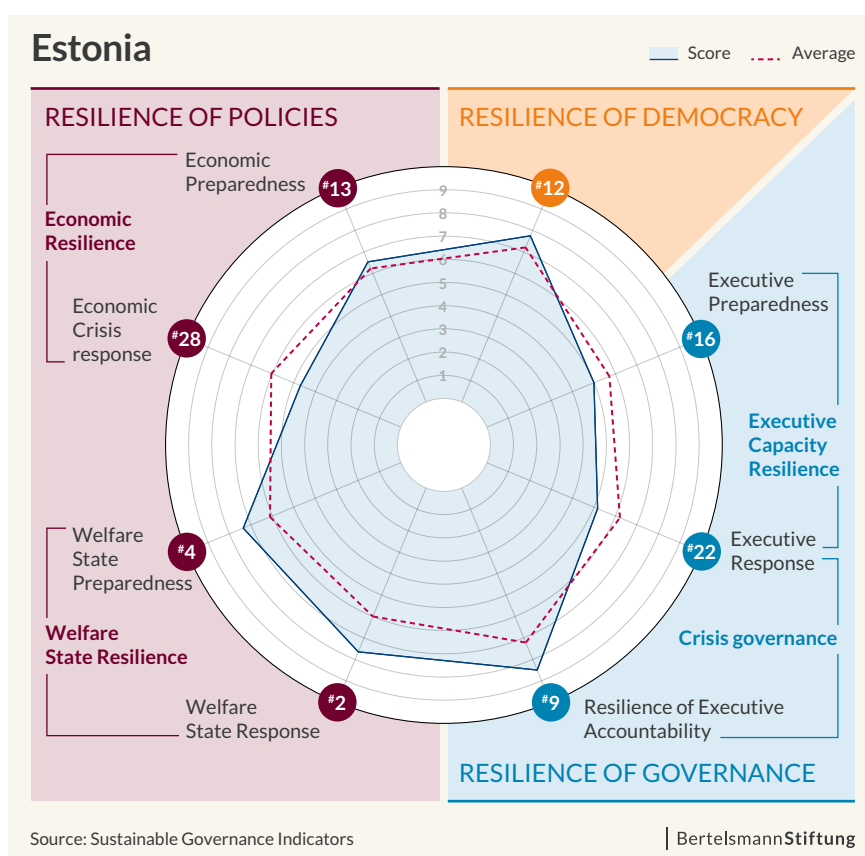 Estonia
Score
Average
RESILIENCE OF POLICIES
RESILIENCE OF DEMOCRACY
Economic
Preparedness
#13
#12
9
8
7
6
5
4
3
2
1
Economic
Resilience
Economic
Crisis
response
#28
Executive
Preparedness
#16
Executive
Capacity
Resilience
Welfare
State
Preparedness
#4
#22
Executive
Response
Welfare
State Resilience
Crisis governance
Welfare
State Response
#2
#9
Resilience of Executive
Accountability
RESILIENCE OF GOVERNANCE
Source: Sustainable Governance Indicators
BertelsmannStiftung